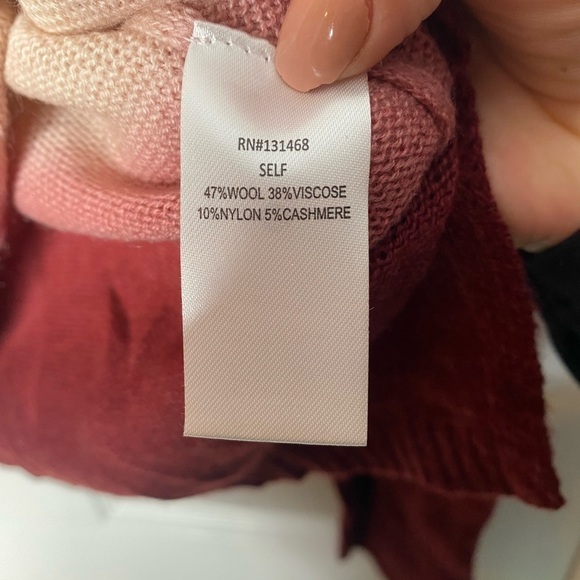 RN#131468
SELF
47%WOOL 38%VISCOSE
10%NYLON 5%CASHMERE